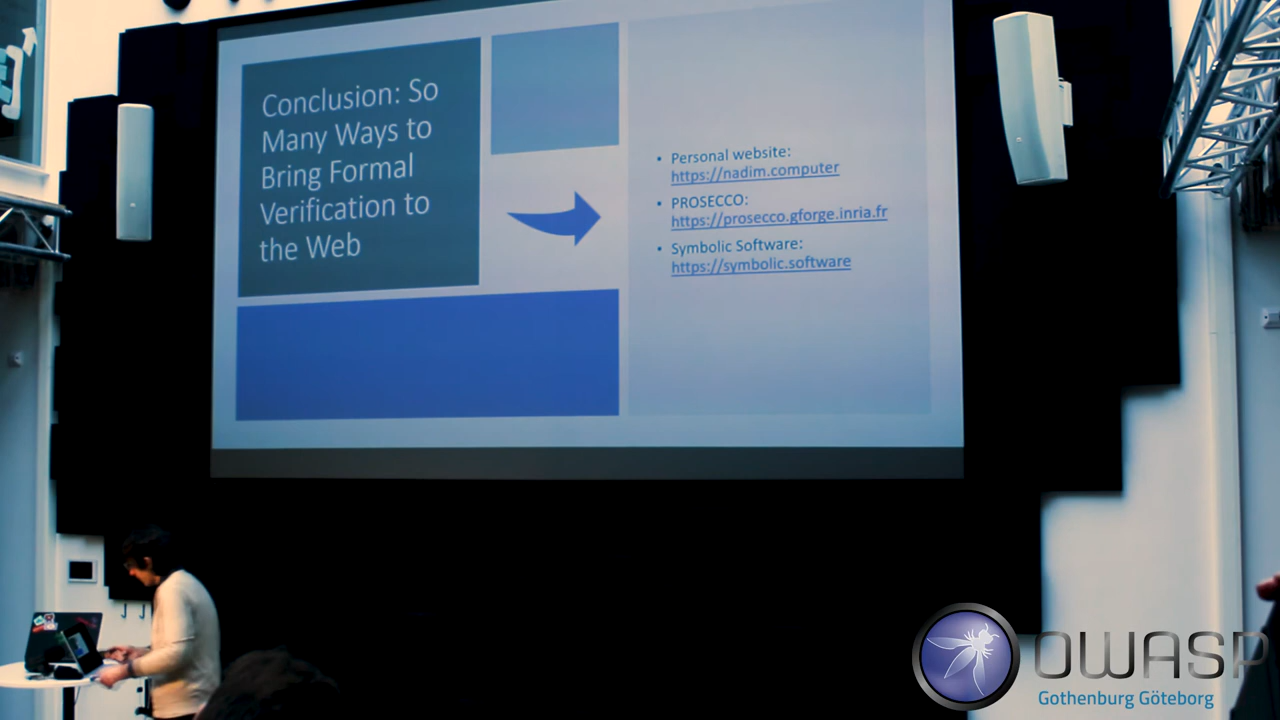 Conclusion: So
Many Ways to
Bring Formal
Verification to
the Web
• Personal website:
https://nadim.computer
• PROSECCO:
https://prosecco.gforge.inria.fr
• Symbolic Software:
https://symbolic.software
OWASP
Gothenburg Göteborg